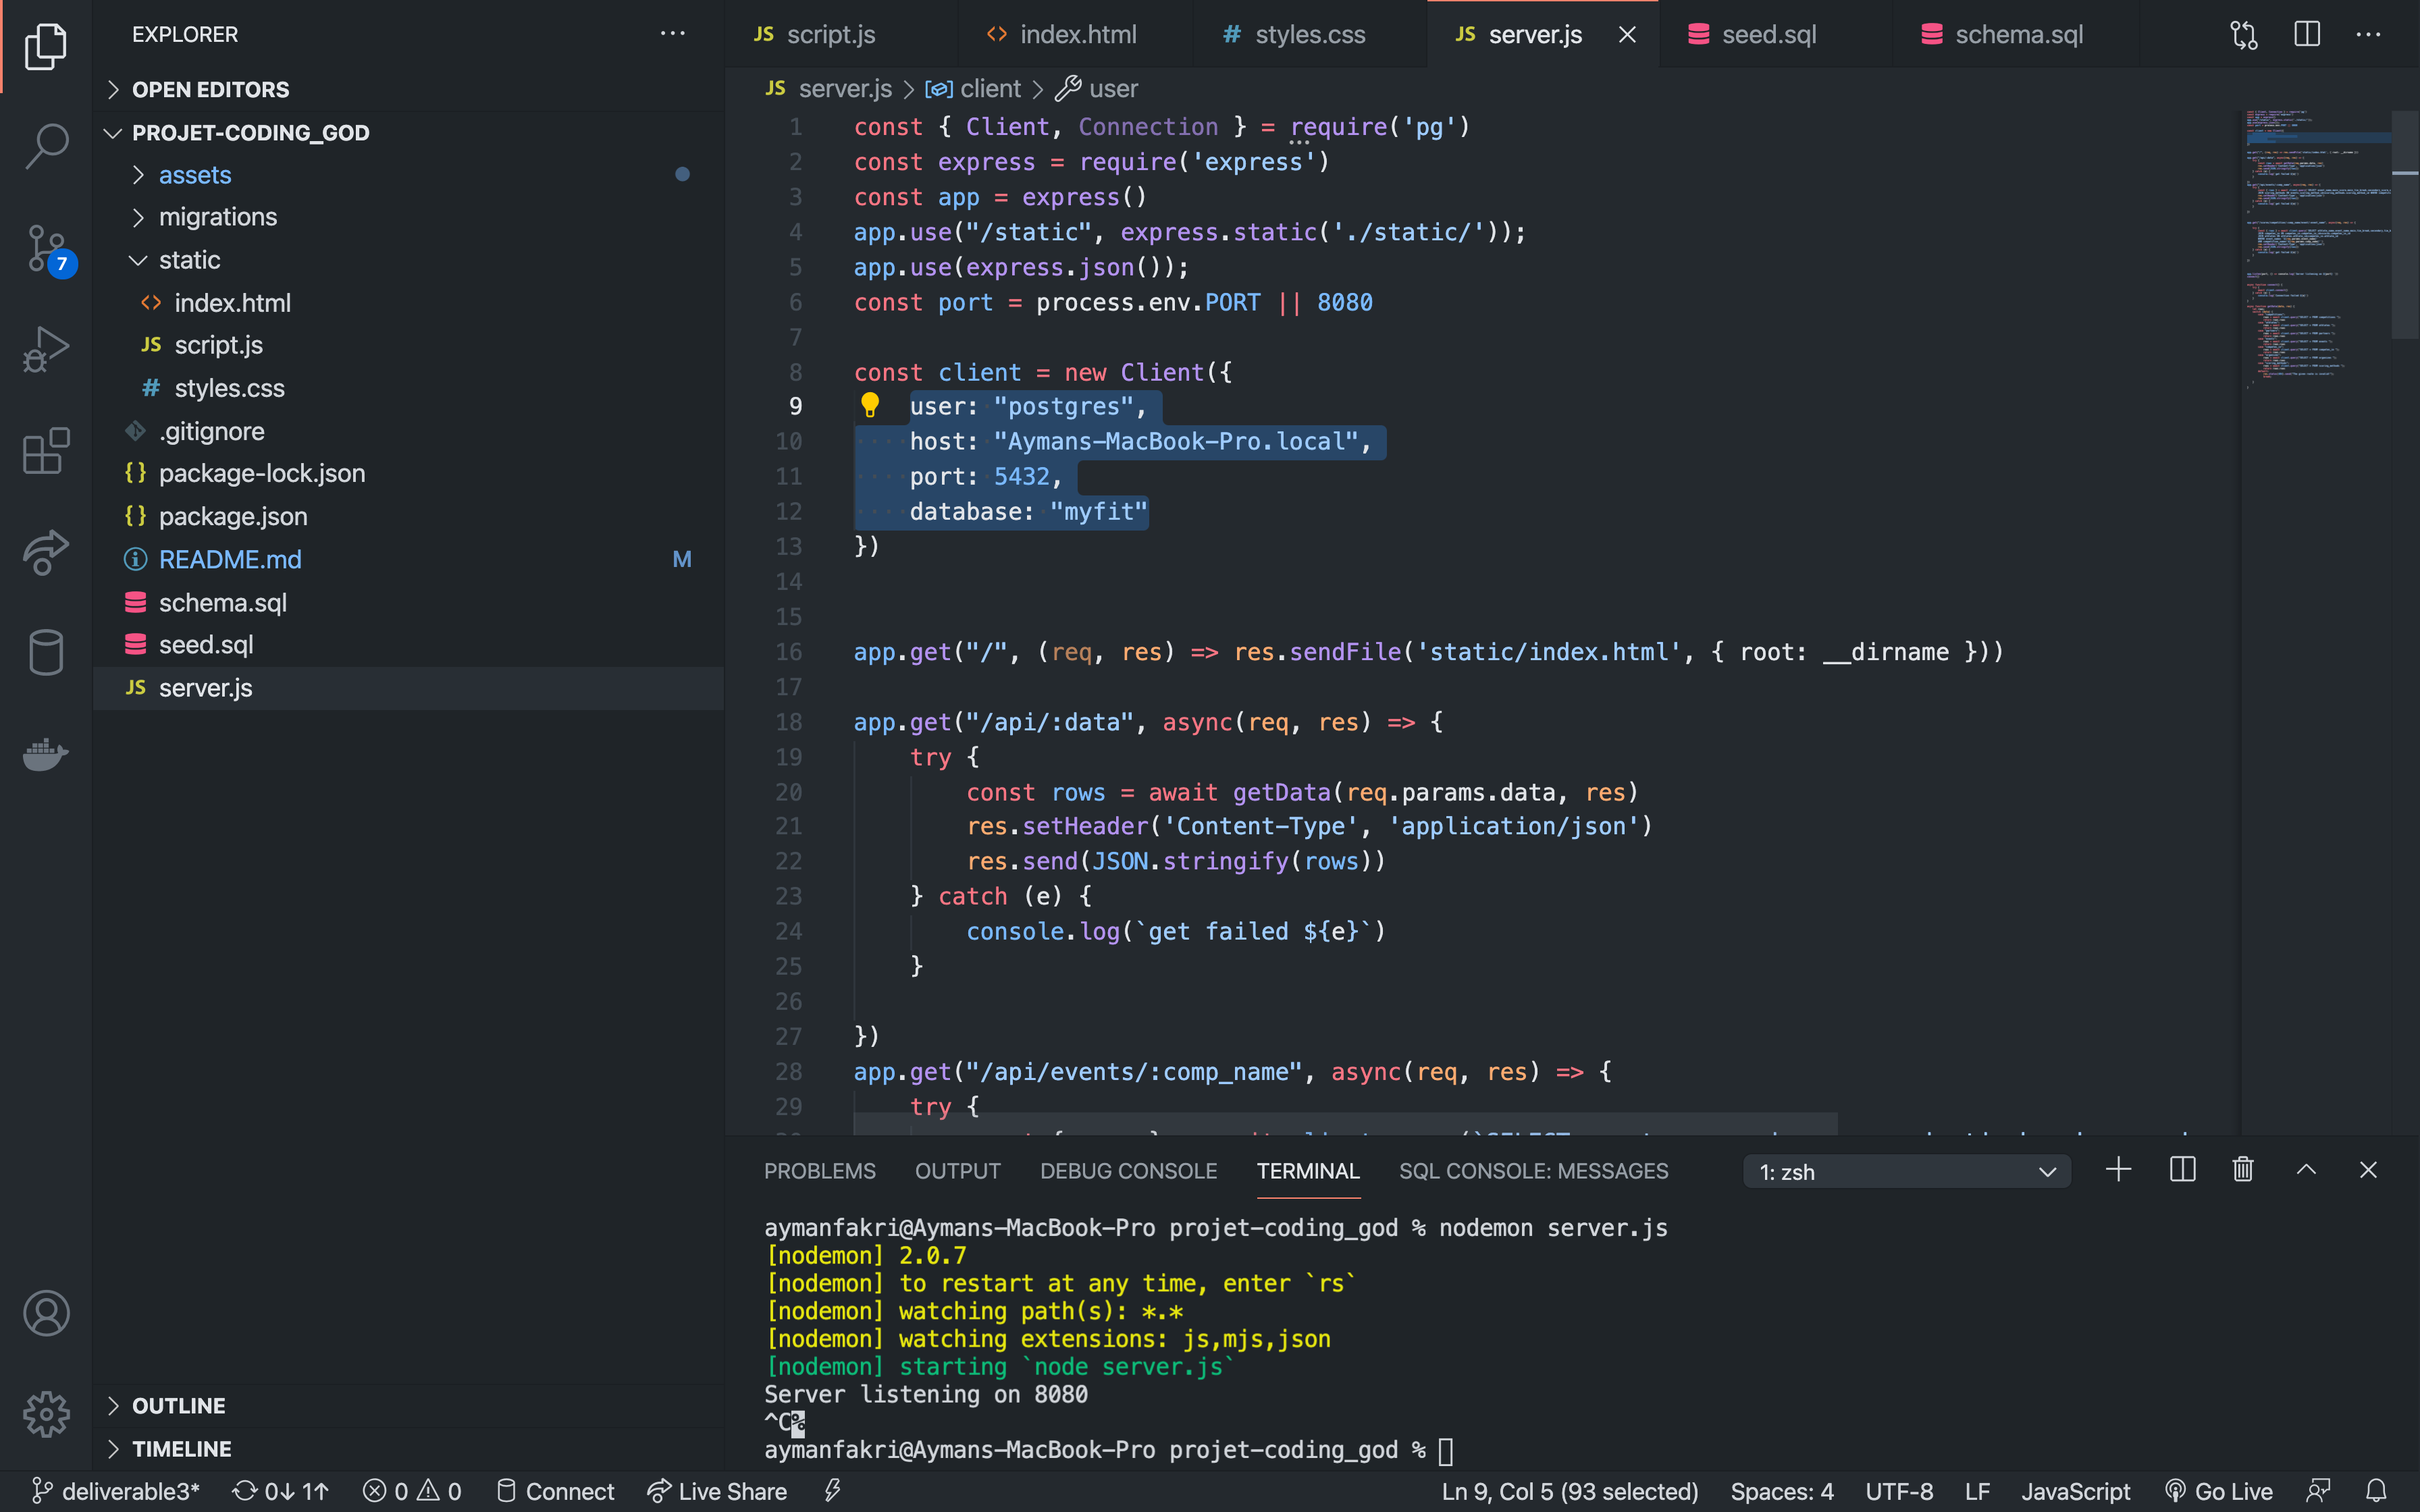 EXPLORER
OPEN EDITORS
PROJET-CODING_GOD
assets
migrations
static
index.html
JS script.js
# styles.css
.gitignore
{} package-lock.json
{} package.json
README.md M
schema.sql
seed.sql
JS server.js
OUTLINE
TIMELINE
7
JS script.js
<> index.html
# styles.css
JS server.js
seed.sql
schema.sql
JS server.js > client > user
1 const { Client, Connection } = require('pg')
2 const express = require('express')
3 const app = express()
4 app.use("/static", express.static('./static/'));
5 app.use(express.json());
6 const port = process.env.PORT || 8080
7
8 const client = new Client({
9 user: "postgres",
10 host: "Aymans-MacBook-Pro.local",
11 port: 5432,
12 database: "myfit"
13 })
14
15
16 app.get("/", (req, res) => res.sendFile('static/index.html', { root: __dirname }))
17
18 app.get("/api/:data", async(req, res) => {
19 try {
20 const rows = await getData(req.params.data, res)
21 res.setHeader('Content-Type', 'application/json')
22 res.send(JSON.stringify(rows))
23 } catch (e) {
24 console.log(`get failed ${e}`)
25 }
26
27 })
28 app.get("/api/events/:comp_name", async(req, res) => {
29 try {
PROBLEMS OUTPUT DEBUG CONSOLE TERMINAL SQL CONSOLE: MESSAGES 1: zsh
aymanfakri@Aymans-MacBook-Pro projet-coding_god % nodemon server.js
[nodemon] 2.0.7
[nodemon] to restart at any time, enter `rs`
[nodemon] watching path(s): *.*
[nodemon] watching extensions: js,mjs,json
[nodemon] starting `node server.js`
Server listening on 8080
^C%
aymanfakri@Aymans-MacBook-Pro projet-coding_god %
deliverable3* 0↓ 1↑ 0 0 Connect Live Share Ln 9, Col 5 (93 selected) Spaces: 4 UTF-8 LF JavaScript Go Live